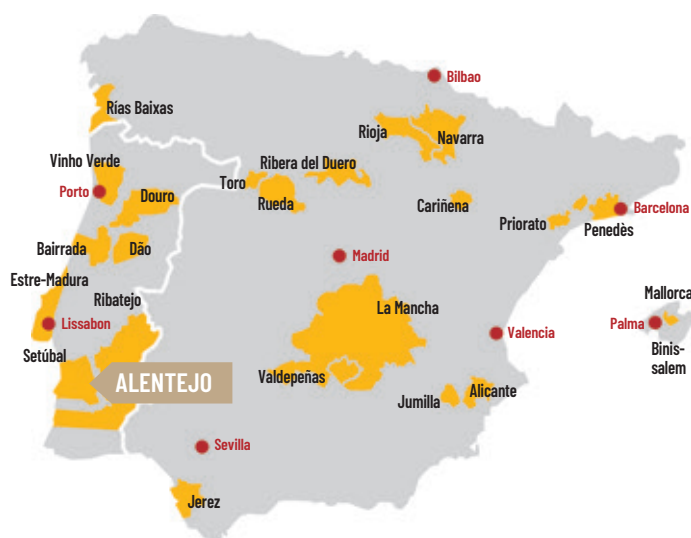 Bilbao
Rías Baixas
Rioja
Navarra
Vinho Verde
Ribera del Duero
Toro
Porto
Douro
Rueda
Cariñena
Barcelona
Priorato
Penedès
Bairrada
Dão
Madrid
Estre-Madura
Ribatejo
Mallorca
La Mancha
Lissabon
Palma
Valencia
Binis-
salem
Setúbal
ALENTEJO
Valdepeñas
Alicante
Jumilla
Sevilla
Jerez